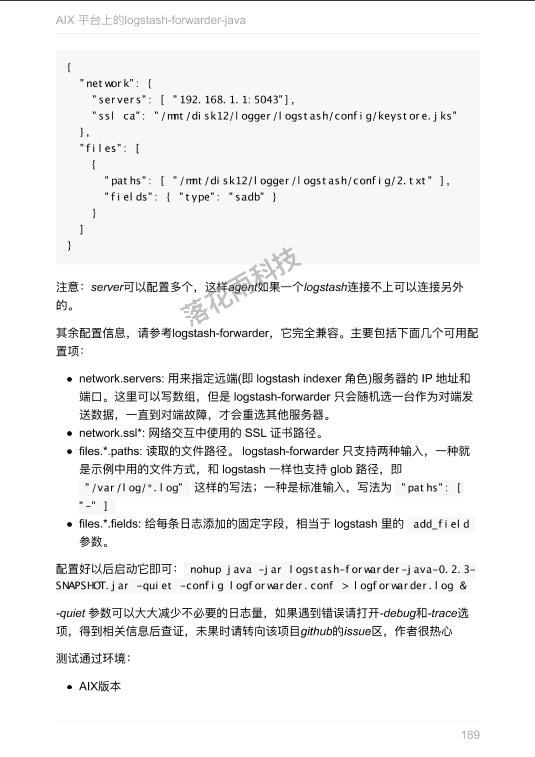 AIX 平台上的logstash-forwarder-java
{
"network": {
"servers": [ "192.168.1.1:5043"],
"ssl ca": "/mnt/disk12/logger/logstash/config/keystore.jks"
},
"files": [
{
"paths": [ "/mnt/disk12/logger/logstash/config/2.txt" ],
"fields": { "type": "sadb" }
}
]
}
落花雨科技
注意：server可以配置多个，这样agent如果一个logstash连接不上可以连接另外
的。
其余配置信息，请参考logstash-forwarder，它完全兼容。主要包括下面几个可用配
置项：
● network.servers: 用来指定远端(即 logstash indexer 角色)服务器的 IP 地址和
端口。这里可以写数组，但是 logstash-forwarder 只会随机选一台作为对端发
送数据，一直到对端故障，才会重选其他服务器。
● network.ssl*: 网络交互中使用的 SSL 证书路径。
● files.*.paths: 读取的文件路径。 logstash-forwarder 只支持两种输入，一种就
是示例中用的文件方式，和 logstash 一样也支持 glob 路径，即
"/var/log/*.log" 这样的写法；一种是标准输入，写法为 "paths": [
"-" ]
● files.*.fields: 给每条日志添加的固定字段，相当于 logstash 里的 add_field
参数。
配置好以后启动它即可： nohup java -jar logstash-forwarder-java-0.2.3-
SNAPSHOT.jar -quiet -config logforwarder.conf > logforwarder.log &
-quiet 参数可以大大减少不必要的日志量，如果遇到错误请打开-debug和-trace选
项，得到相关信息后查证，未果时请转向该项目github的issue区，作者很热心
测试通过环境：
● AIX版本
189